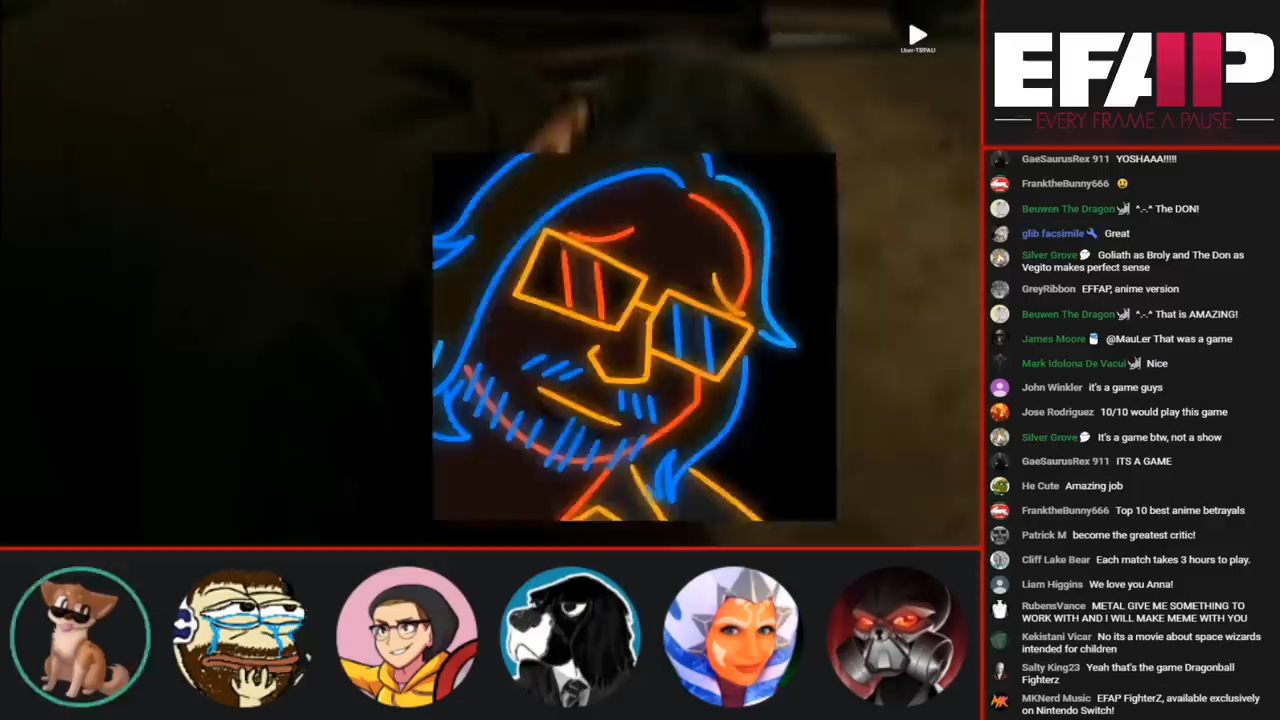 User-TBFAU
EFAP
EVERY FRAME A PAUSE
GaeSaurusRex 911 YOSHAAA!!!!!
FranktheBunny666
Beuwen The Dragon ^.-.^ The DON!
glib facsimile Great
Silver Grove Goliath as Broly and The Don as
Vegito makes perfect sense
GreyRibbon EFFAP, anime version
Beuwen The Dragon ^.-.^ That is AMAZING!
James Moore @MauLer That was a game
Mark Idolona De Vacui Nice
John Winkler it's a game guys
Jose Rodriguez 10/10 would play this game
Silver Grove It's a game btw, not a show
GaeSaurusRex 911 ITS A GAME
He Cute Amazing job
FranktheBunny666 Top 10 best anime betrayals
Patrick M become the greatest critic!
Cliff Lake Bear Each match takes 3 hours to play.
Liam Higgins We love you Anna!
RubensVance METAL GIVE ME SOMETHING TO
WORK WITH AND I WILL MAKE MEME WITH YOU
Kekistani Vicar No its a movie about space wizards
intended for children
Salty King23 Yeah that's the game Dragonball
Fighterz
MKNerd Music EFAP FighterZ, available exclusively
on Nintendo Switch!